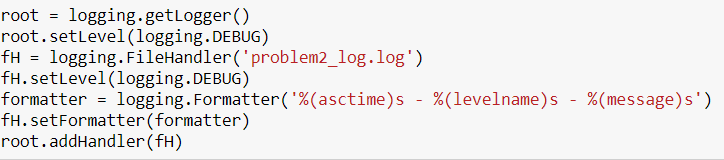 root = logging.getLogger()
root.setLevel(logging.DEBUG)
fH = logging.FileHandler('problem2_log.log')
fH.setLevel(logging.DEBUG)
formatter = logging.Formatter('%(asctime)s - %(levelname)s - %(message)s')
fH.setFormatter(formatter)
root.addHandler(fH)